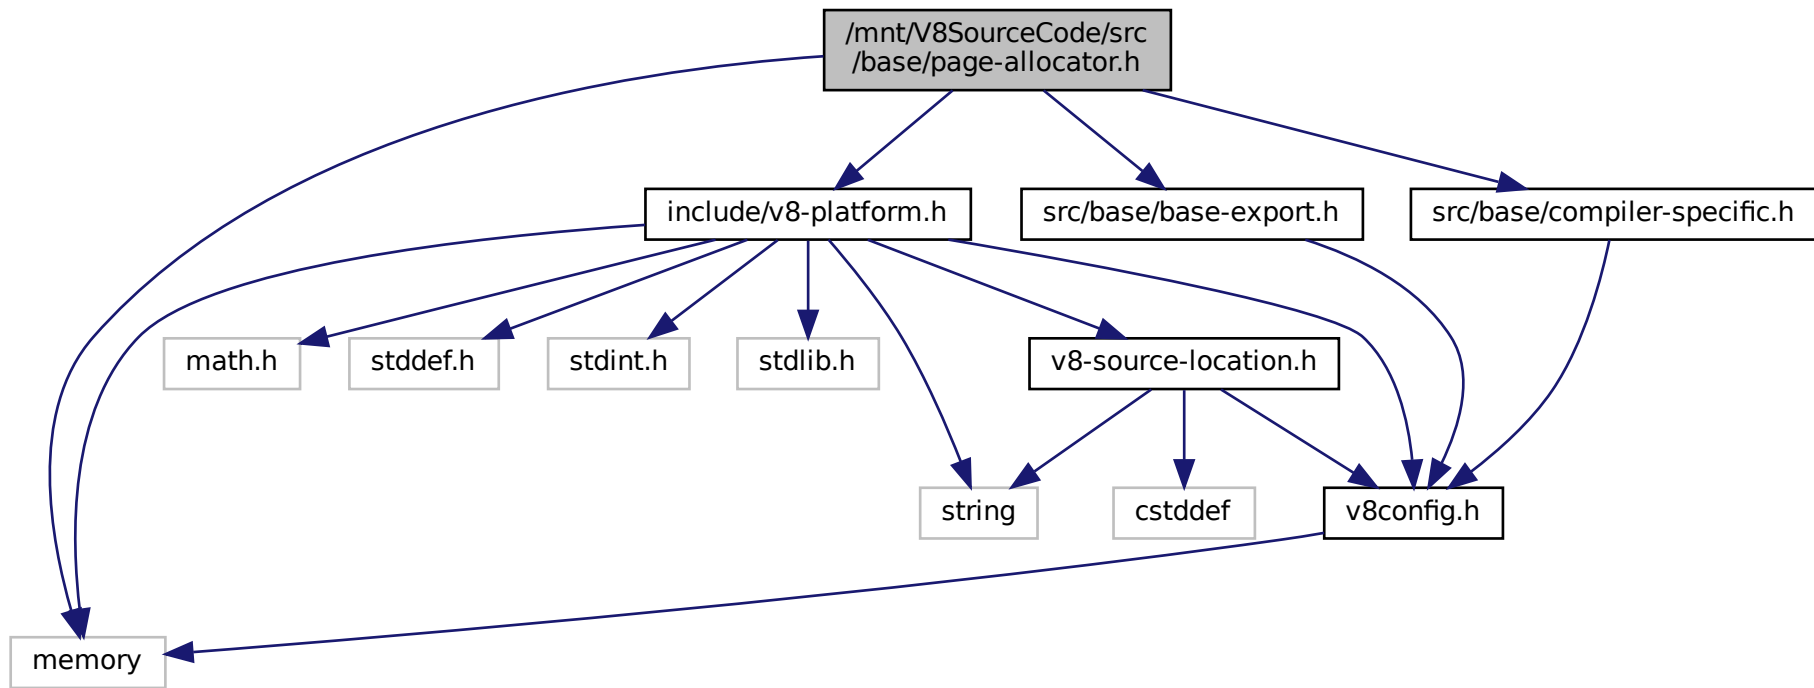 /mnt/V8SourceCode/src
/base/page-allocator.h
include/v8-platform.h
src/base/base-export.h
src/base/compiler-specific.h
math.h
stddef.h
stdint.h
stdlib.h
v8-source-location.h
string
cstddef
v8config.h
memory